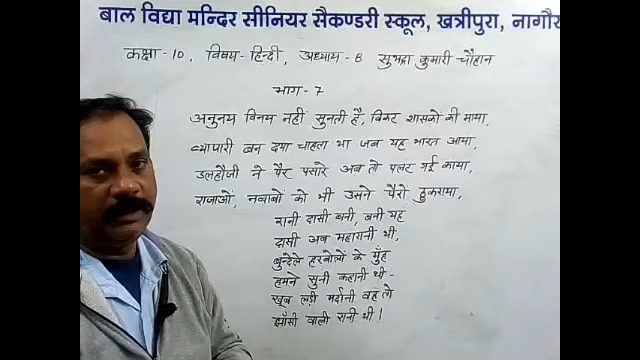 बाल विद्या मन्दिर सीनियर सैकण्डरी स्कूल, खत्रीपुरा, नागौर
कक्षा - 10, विषय - हिन्दी, अध्याय - 8 सुभद्रा कुमारी चौहान
भाग - 7
अनुनय विनय नहीं सुनती है, विकट शासकों की माया,
व्यापारी बन दया चाहता था जब यह भारत आया,
डलहौजी ने पैर पसारे अब तो पलट गई काया,
राजाओं, नवाबों को भी उसने पैरों ठुकराया,
रानी दासी बनी, बनी यह
दासी अब महारानी थी,
बुन्देले हरबोलों के मुँह
हमने सुनी कहानी थी -
खूब लड़ी मर्दानी वह तो
झाँसी वाली रानी थी।